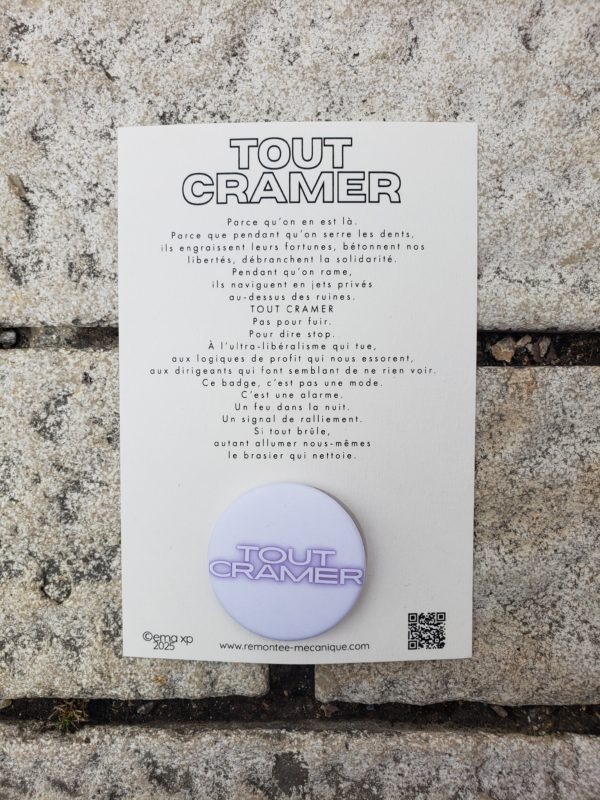 TOUT
CRAMER
Parce qu'on en est là.
Parce que pendant qu'on serre les dents,
ils engraissent leurs fortunes, bétonnent nos
libertés, débranchent la solidarité.
Pendant qu'on rame,
ils naviguent en jets privés
au-dessus des ruines.
TOUT CRAMER
Pas pour fuir.
Pour dire stop.
À l'ultra-libéralisme qui tue,
aux logiques de profit qui nous essorent,
aux dirigeants qui font semblant de ne rien voir.
Ce badge, c'est pas une mode.
C'est une alarme.
Un feu dans la nuit.
Un signal de ralliement.
Si tout brûle,
autant allumer nous-mêmes
le brasier qui nettoie.
TOUT
CRAMER
©ema xp
2025
www.remontee-mecanique.com